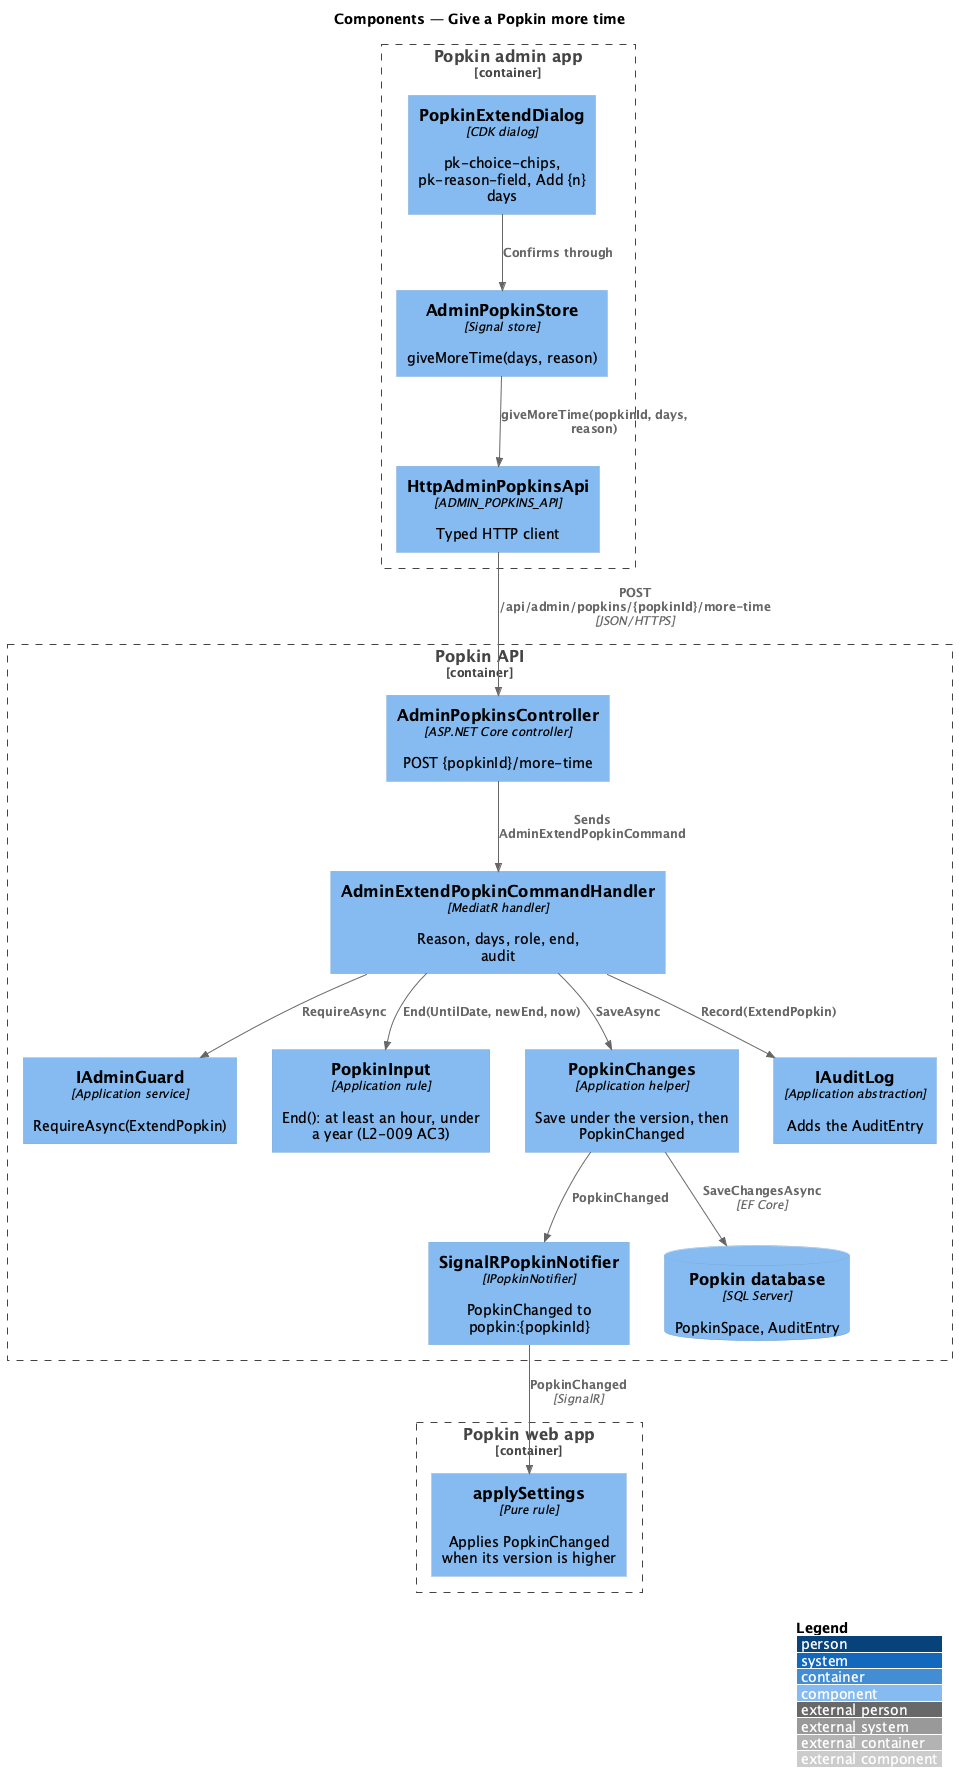 Components — Give a Popkin more time
Popkin admin app
[container]
PopkinExtendDialog
[CDK dialog]
pk-choice-chips,
pk-reason-field, Add {n}
days
Confirms through
AdminPopkinStore
[Signal store]
giveMoreTime(days, reason)
giveMoreTime(popkinId, days,
reason)
HttpAdminPopkinsApi
[ADMIN_POPKINS_API]
Typed HTTP client
POST
/api/admin/popkins/{popkinId}/more-time
[JSON/HTTPS]
Popkin API
[container]
AdminPopkinsController
[ASP.NET Core controller]
POST {popkinId}/more-time
Sends
AdminExtendPopkinCommand
AdminExtendPopkinCommandHandler
[MediatR handler]
Reason, days, role, end,
audit
RequireAsync
End(UntilDate, newEnd, now)
SaveAsync
Record(ExtendPopkin)
IAdminGuard
[Application service]
RequireAsync(ExtendPopkin)
PopkinInput
[Application rule]
End(): at least an hour, under
a year (L2-009 AC3)
PopkinChanges
[Application helper]
Save under the version, then
PopkinChanged
IAuditLog
[Application abstraction]
Adds the AuditEntry
PopkinChanged
SaveChangesAsync
[EF Core]
SignalRPopkinNotifier
[IPopkinNotifier]
PopkinChanged to
popkin:{popkinId}
Popkin database
[SQL Server]
PopkinSpace, AuditEntry
PopkinChanged
[SignalR]
Popkin web app
[container]
applySettings
[Pure rule]
Applies PopkinChanged
when its version is higher
Legend
person
system
container
component
external person
external system
external container
external component